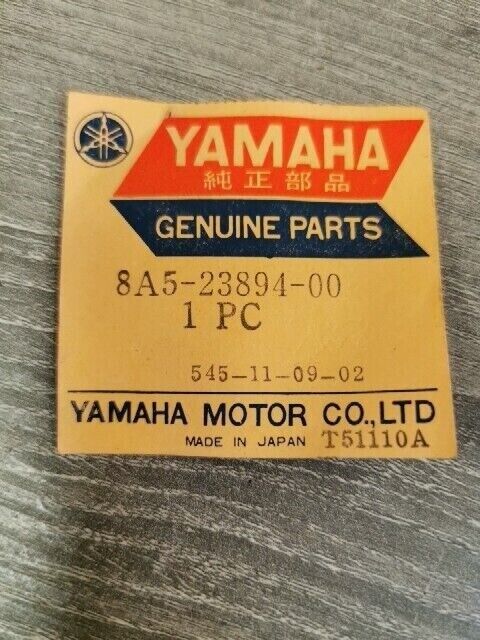 YAMAHA
純正部品
GENUINE PARTS
8A5-23894-00
1 PC
545-11-09-02
YAMAHA MOTOR CO.,LTD
MADE IN JAPAN T51110A